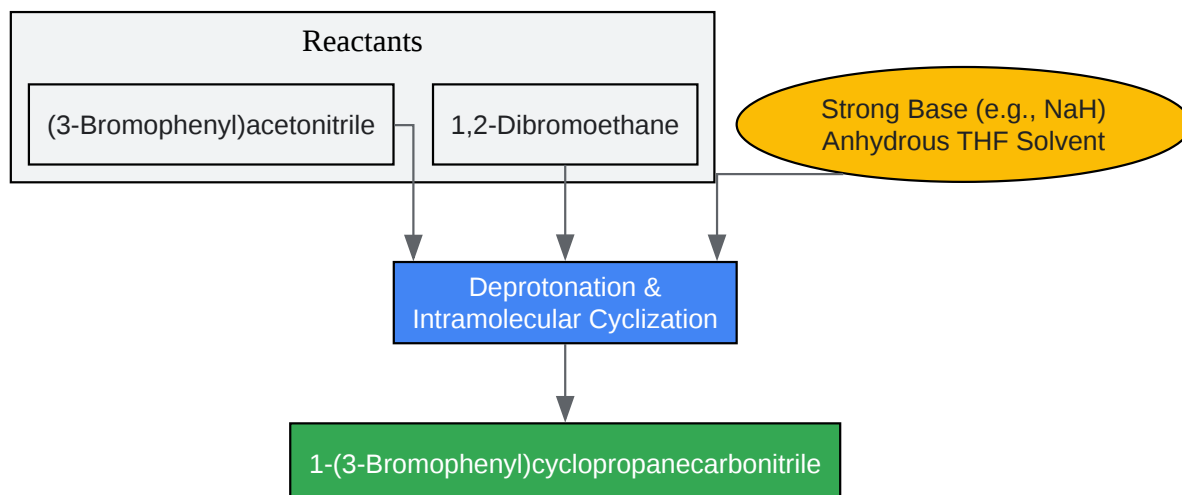 Reactants
(3-Bromophenyl)acetonitrile
1,2-Dibromoethane
Strong Base (e.g., NaH)
Anhydrous THF Solvent
Deprotonation &
Intramolecular Cyclization
1-(3-Bromophenyl)cyclopropanecarbonitrile